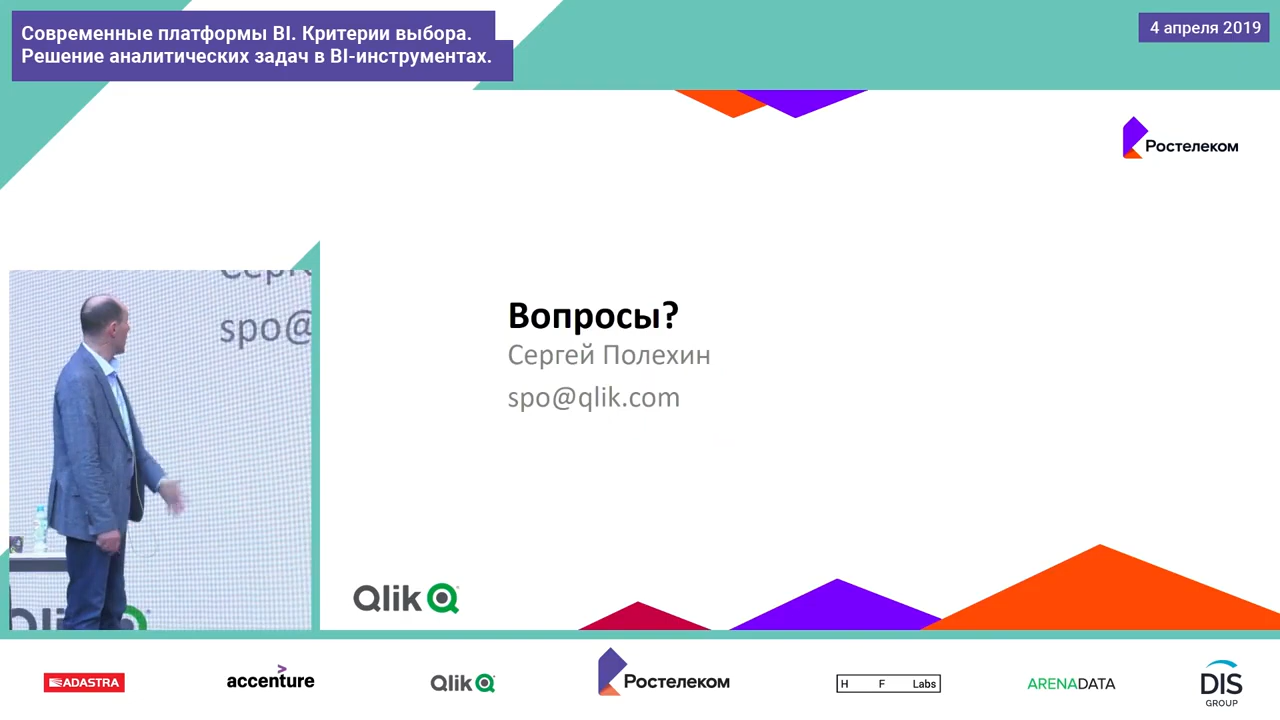 Современные платформы BI. Критерии выбора.
Решение аналитических задач в BI-инструментах.
4 апреля 2019
Ростелеком
spo@
Вопросы?
Сергей Полехин
spo@qlik.com
Qlik
ADASTRA
accenture
Qlik
Ростелеком
H F Labs
ARENADATA
DIS
GROUP